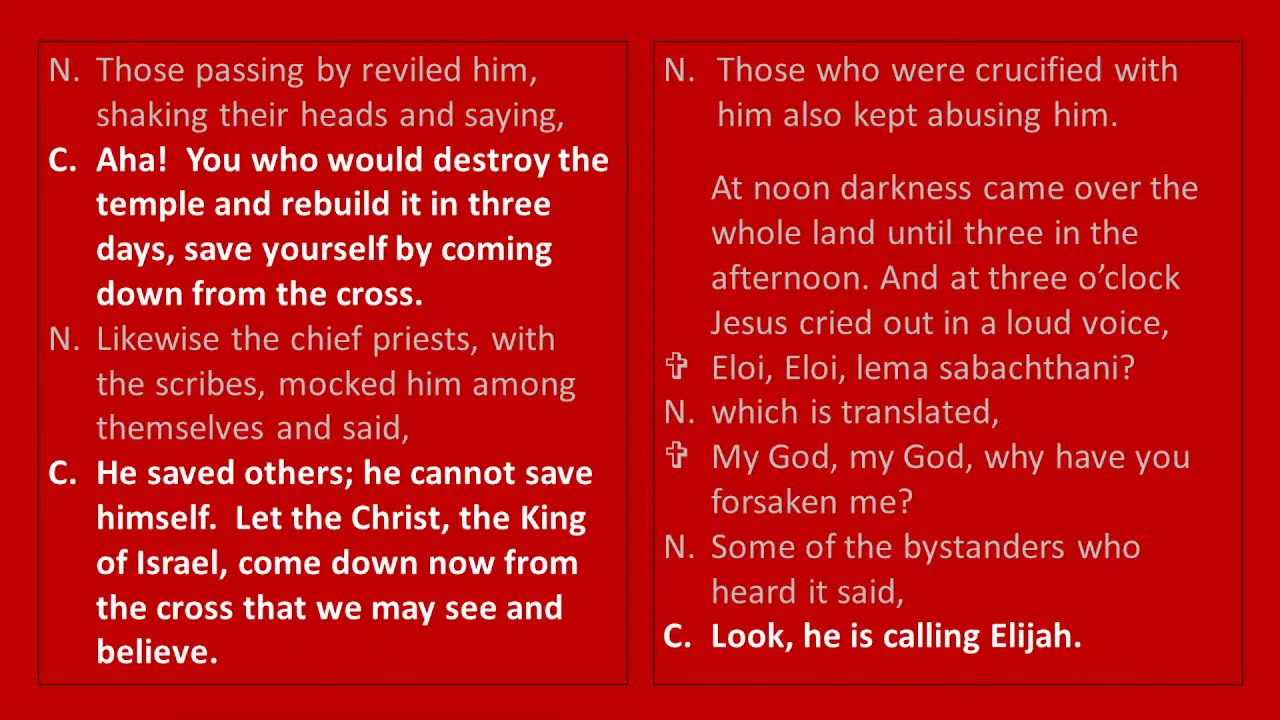 N. Those passing by reviled him,
shaking their heads and saying,
C. Aha!  You who would destroy the
temple and rebuild it in three
days, save yourself by coming
down from the cross.
N. Likewise the chief priests, with
the scribes, mocked him among
themselves and said,
C. He saved others; he cannot save
himself.  Let the Christ, the King
of Israel, come down now from
the cross that we may see and
believe.
N. Those who were crucified with
him also kept abusing him.
At noon darkness came over the
whole land until three in the
afternoon. And at three o’clock
Jesus cried out in a loud voice,
✞ Eloi, Eloi, lema sabachthani?
N. which is translated,
✞ My God, my God, why have you
forsaken me?
N. Some of the bystanders who
heard it said,
C. Look, he is calling Elijah.